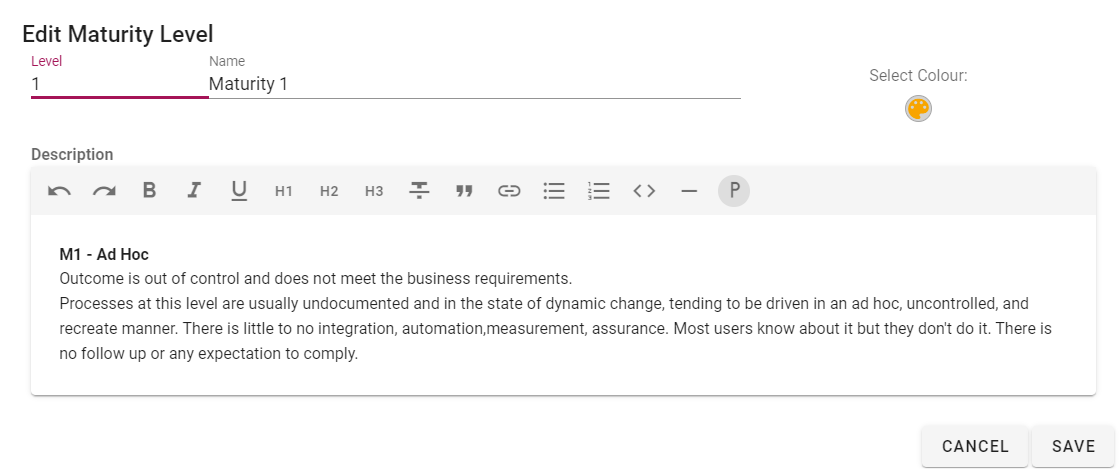 Edit Maturity Level
Level
Name
1
Maturity 1
Select Colour:
Description
B I U H1 H2 H3 P
M1 - Ad Hoc
Outcome is out of control and does not meet the business requirements.
Processes at this level are usually undocumented and in the state of dynamic change, tending to be driven in an ad hoc, uncontrolled, and
recreate manner. There is little to no integration, automation,measurement, assurance. Most users know about it but they don't do it. There is
no follow up or any expectation to comply.
CANCEL SAVE